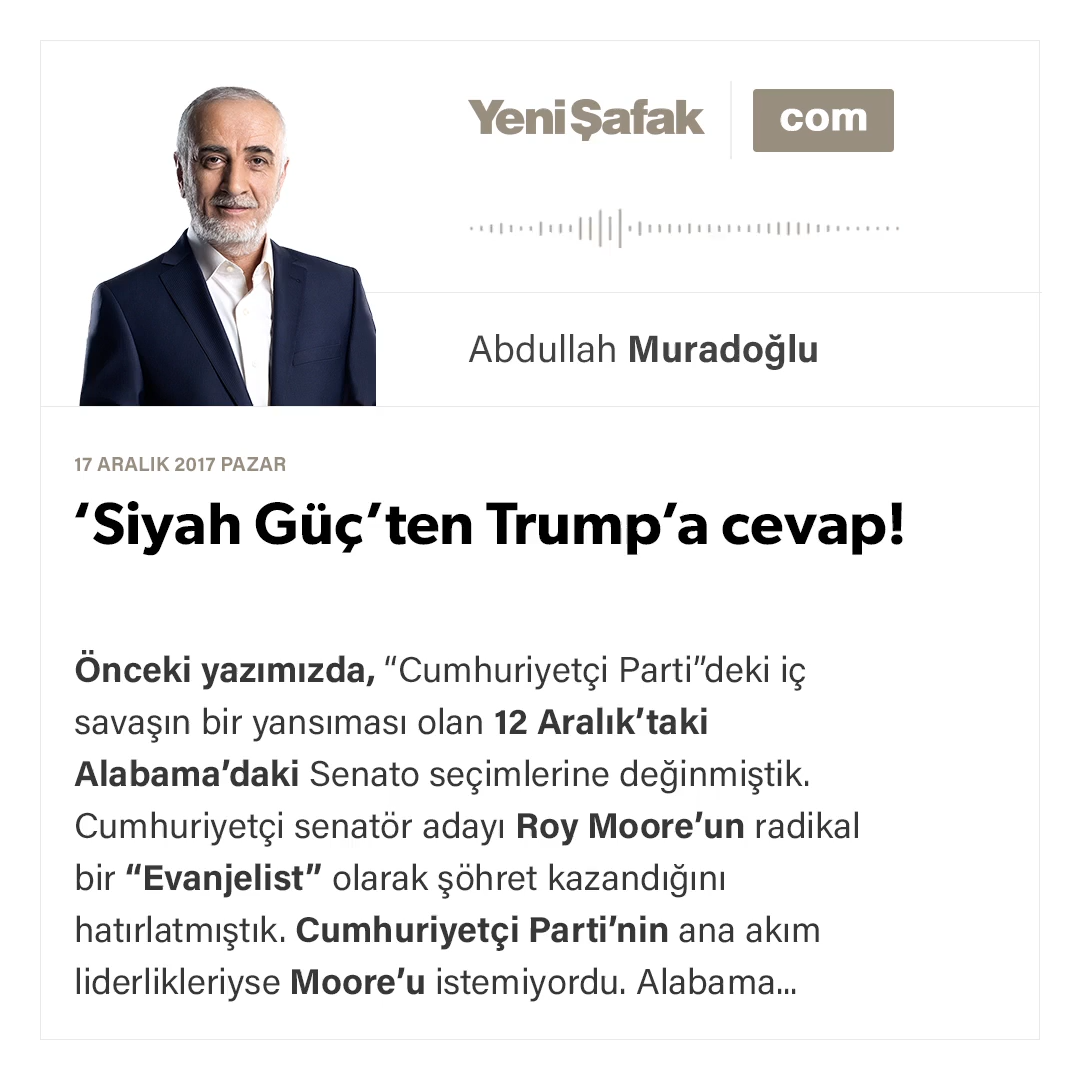 YeniŞafak com
Abdullah Muradoğlu
17 ARALIK 2017 PAZAR
‘Siyah Güç’ten Trump’a cevap!
Önceki yazımızda, “Cumhuriyetçi Parti”deki iç
savaşın bir yansıması olan 12 Aralık’taki
Alabama’daki Senato seçimlerine değinmiştik.
Cumhuriyetçi senatör adayı Roy Moore’un radikal
bir “Evanjelist” olarak şöhret kazandığını
hatırlatmıştık. Cumhuriyetçi Parti’nin ana akım
liderlikleriyse Moore’u istemiyordu. Alabama...